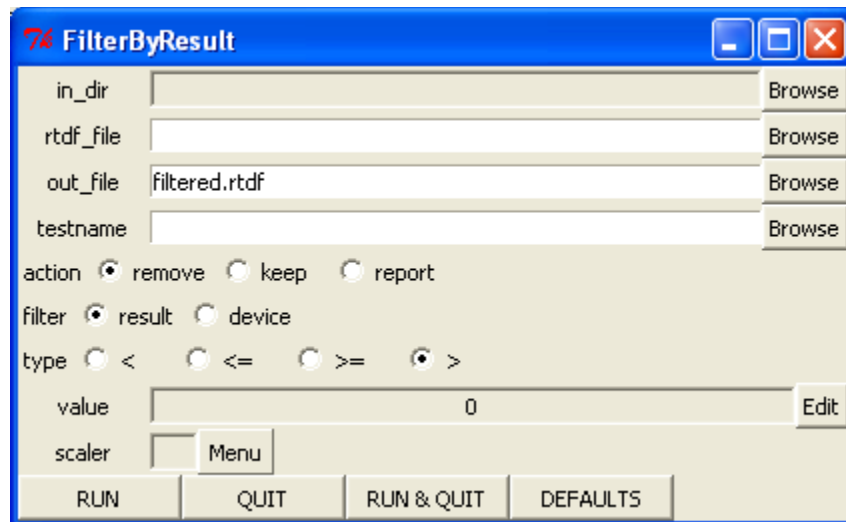 7k FilterByResult
in_dir Browse
rtdf_file Browse
out_file filtered.rtdf Browse
testname Browse
action remove keep report
filter result device
type < <= >= >
value 0 Edit
scaler Menu
RUN QUIT RUN & QUIT DEFAULTS